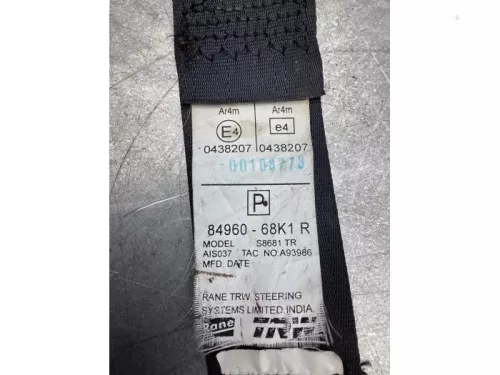 Ar4m Ar4m
E4 e4
0438207 0438207
P
84960 - 68K1 R
MODEL S8681 TR
AIS037 TAC NO.A93986
MFD. DATE
RANE TRW STEERING
SYSTEMS LIMITED. INDIA.
Rane TRW